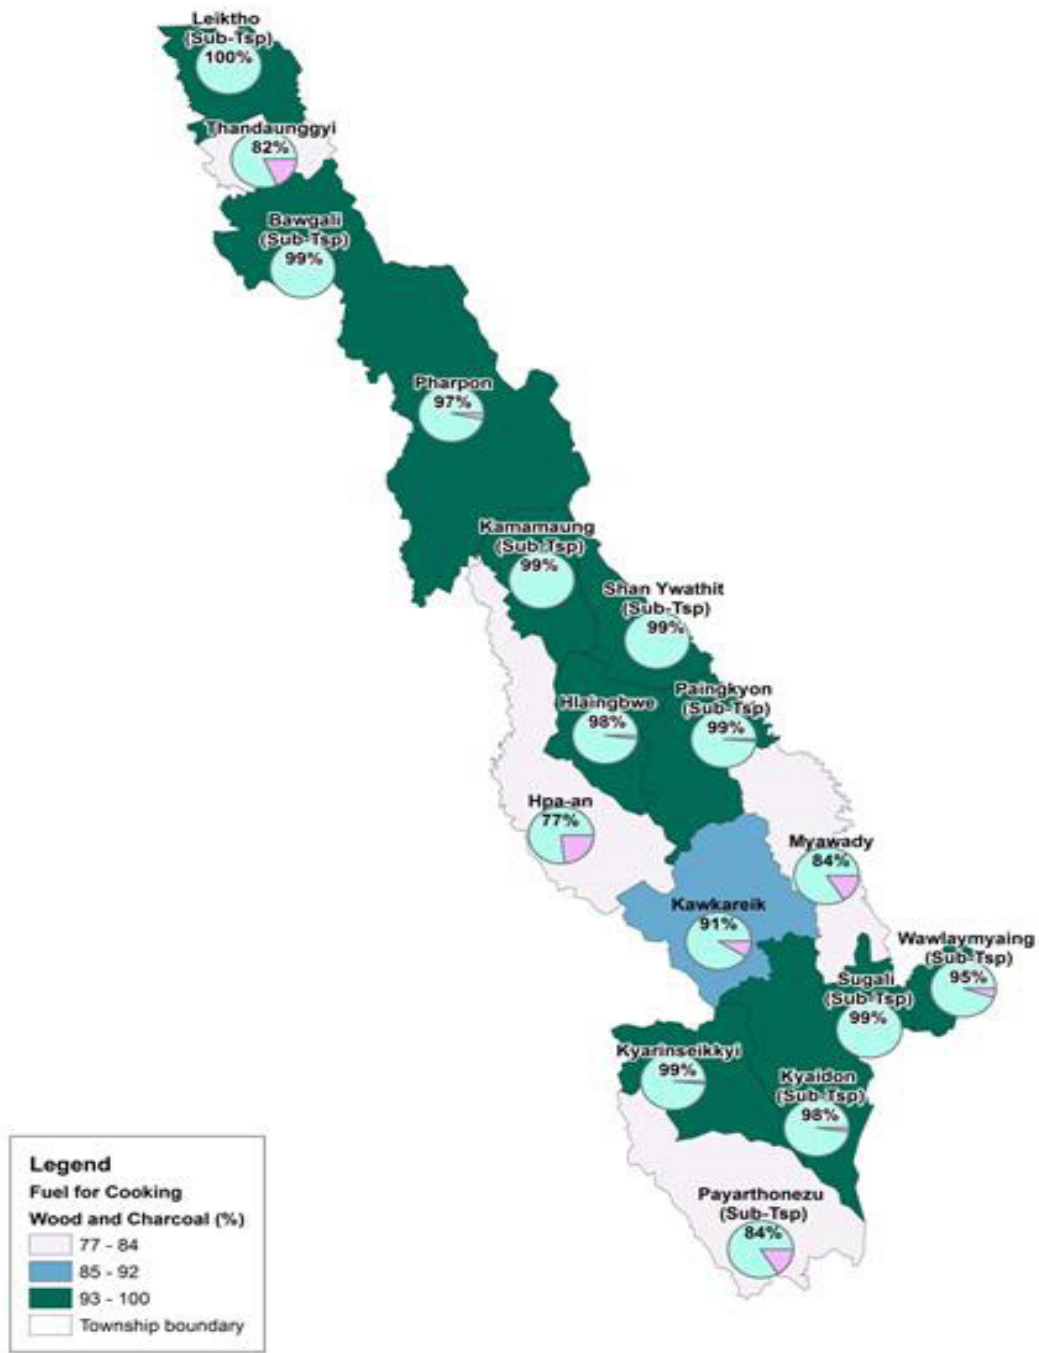 Leiktho
(Sub-Tsp)
100%
Thandaunggyi
82%
Bawgali
(Sub-Tsp)
99%
Pharpon
97%
Kamamaung
(Sub-Tsp)
99%
Shan Ywathit
(Sub-Tsp)
99%
Hlaingbwe
98%
Paingkyon
(Sub-Tsp)
99%
Hpa-an
77%
Myawady
84%
Kawkareik
91%
Wawlaymyaing
(Sub-Tsp)
95%
Sugali
(Sub-Tsp)
99%
Kyarinseikkyi
99%
Kyaidon
(Sub-Tsp)
98%
Payarthonezu
(Sub-Tsp)
84%
Legend
Fuel for Cooking
Wood and Charcoal (%)
77 - 84
85 - 92
93 - 100
Township boundary